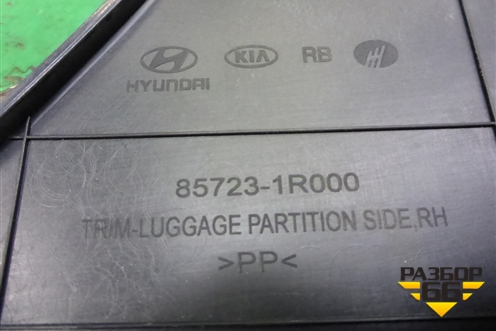 HYUNDAI KIA RB
85723-1R000
TRIM-LUGGAGE PARTITION SIDE,RH
>PP<
РАЗБОР
66